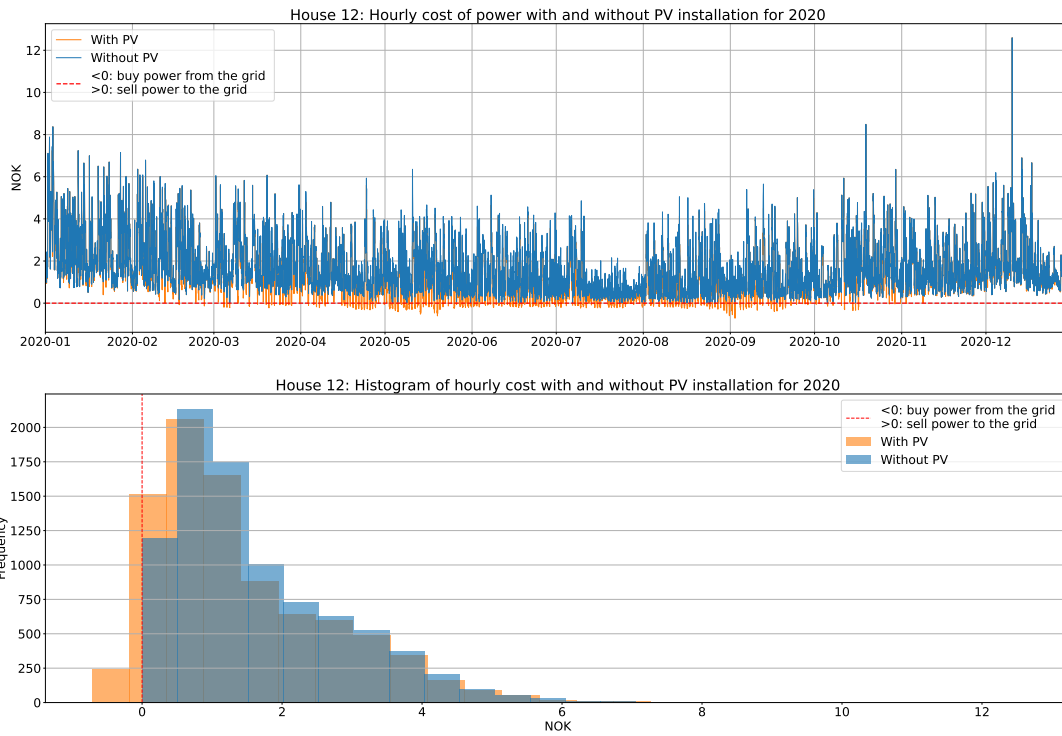 House 12: Hourly cost of power with and without PV installation for 2020
With PV
Without PV
<0: buy power from the grid
>0: sell power to the grid
NOK
12
10
8
6
4
2
0
2020-01
2020-02
2020-03
2020-04
2020-05
2020-06
2020-07
2020-08
2020-09
2020-10
2020-11
2020-12
House 12: Histogram of hourly cost with and without PV installation for 2020
<0: buy power from the grid
>0: sell power to the grid
With PV
Without PV
Frequency
2000
1750
1500
1250
1000
750
500
250
0
0
2
4
6
8
10
12
NOK